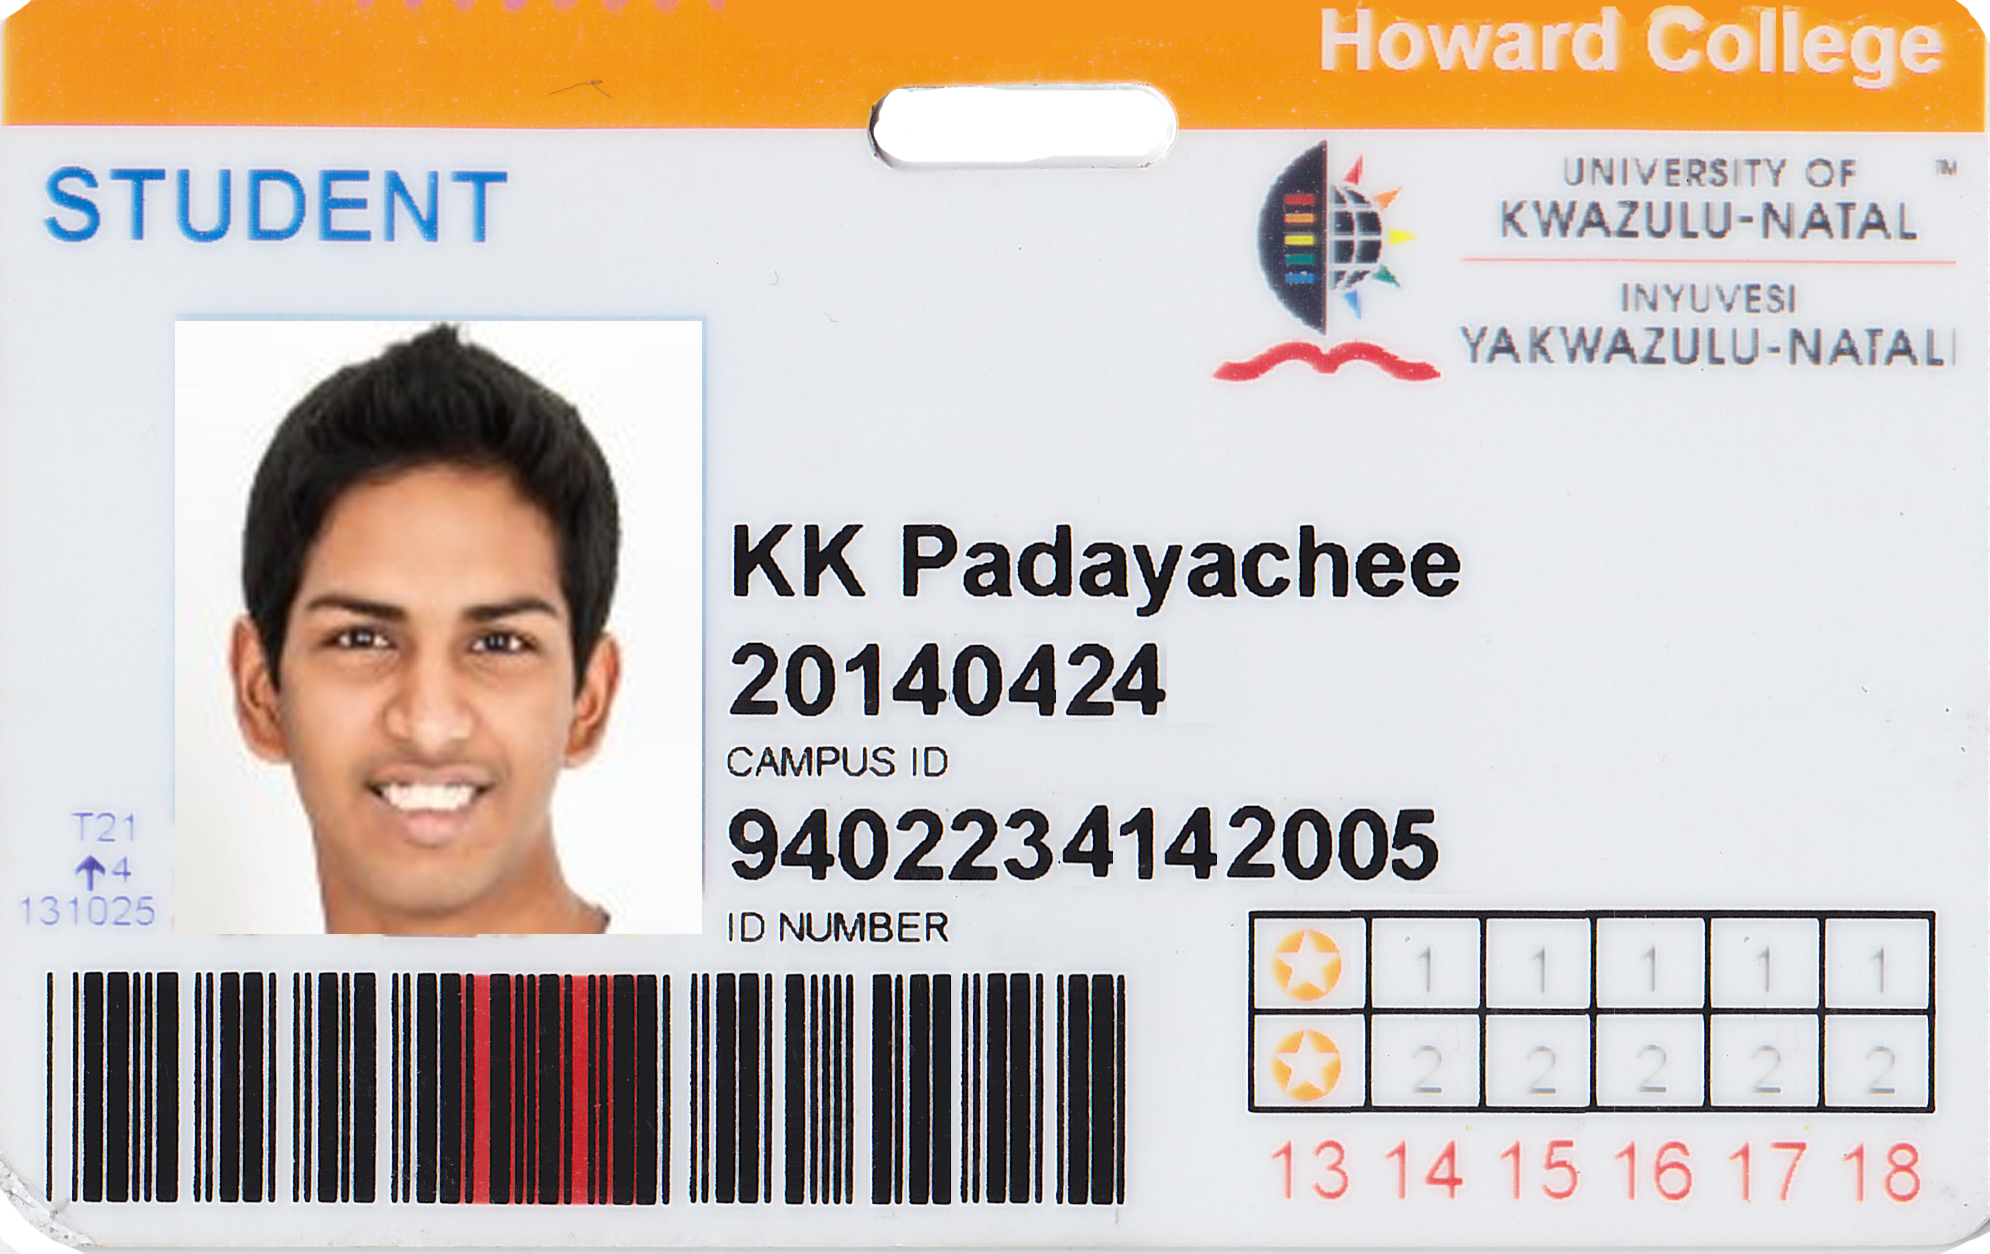 Howard College
STUDENT
UNIVERSITY OF ™
KWAZULU-NATAL
INYUVESI
YAKWAZULU-NATALI
KK Padayachee
20140424
CAMPUS ID
9402234142005
ID NUMBER
T21
↑4
131025
1 1 1 1 1
2 2 2 2 2
13 14 15 16 17 18